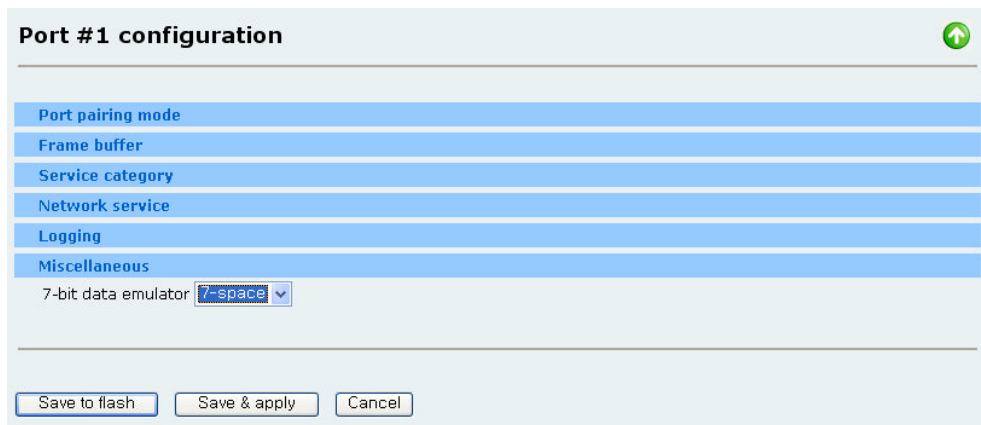 Port #1 configuration
Port pairing mode
Frame buffer
Service category
Network service
Logging
Miscellaneous
7-bit data emulator 7-space
Save to flash Save & apply Cancel